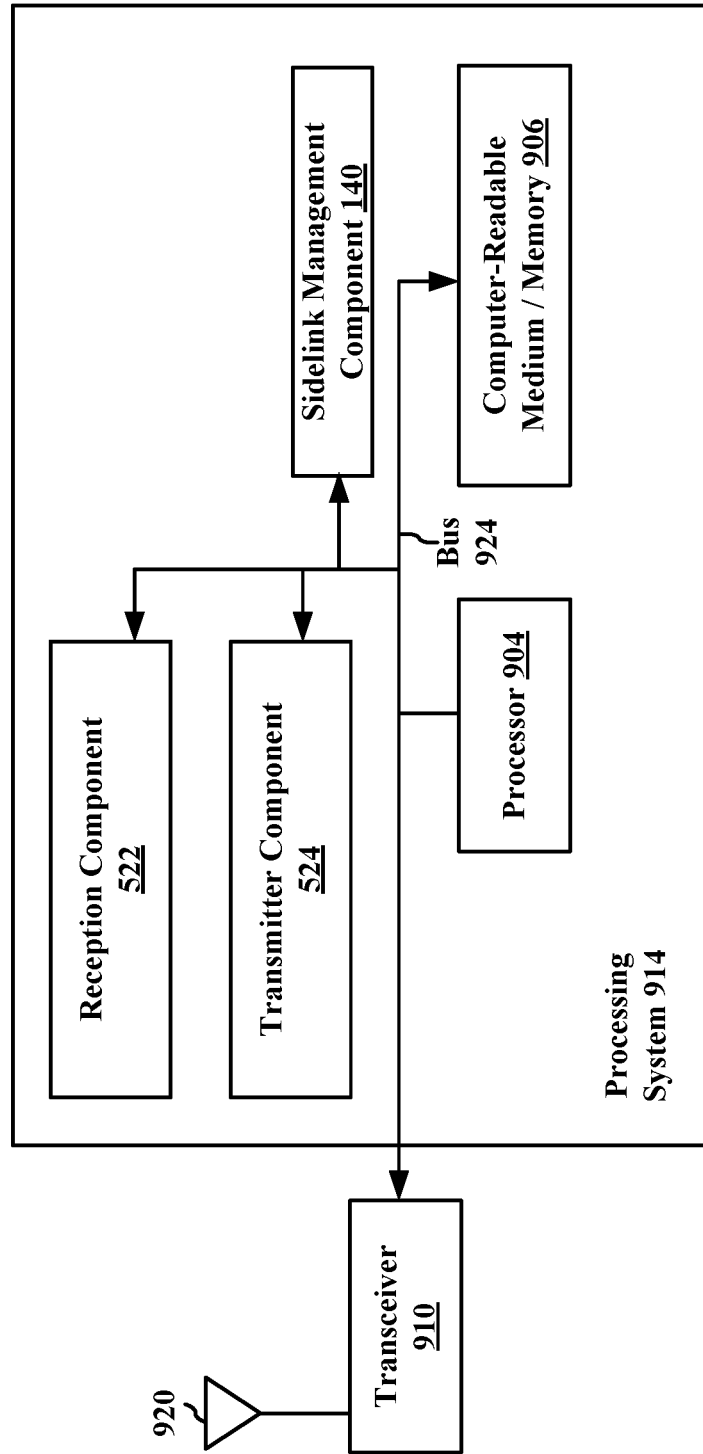 920
Transceiver
910
Reception Component
522
Transmitter Component
524
Sidelink Management
Component 140
Bus
924
Processor 904
Computer-Readable
Medium / Memory 906
Processing
System 914